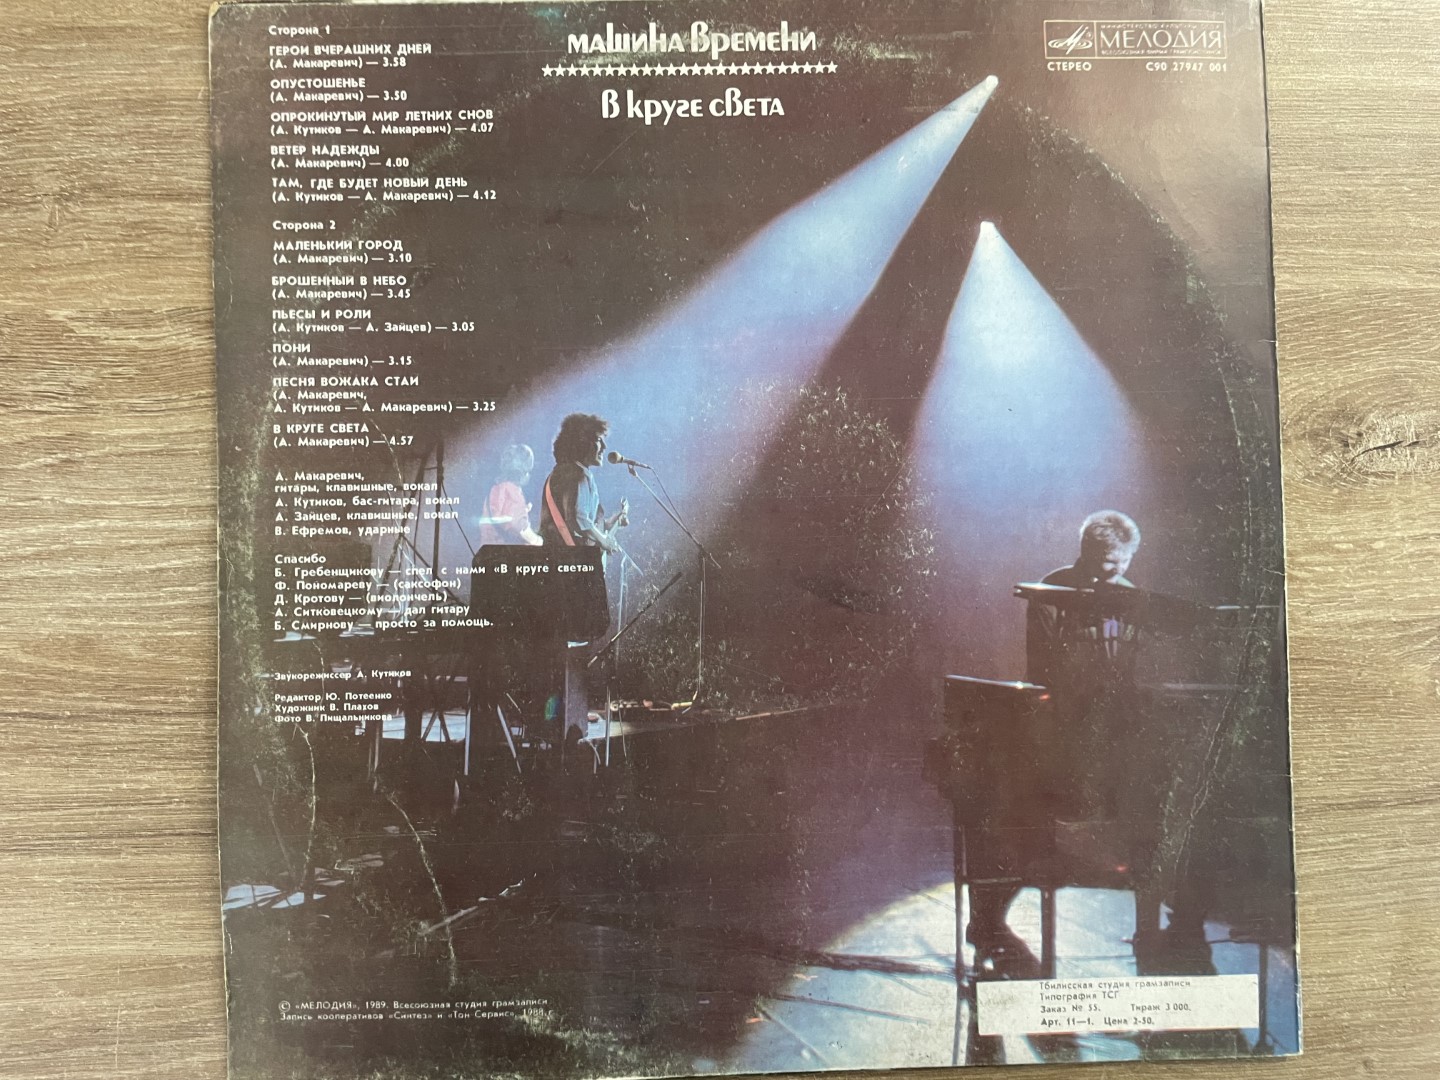 Сторона 1
ГЕРОИ ВЧЕРАШНИХ ДНЕЙ
(А. Макаревич) — 3.58
ОПУСТОШЕНЬЕ
(А. Макаревич) — 3.50
ОПРОКИНУТЫЙ МИР ЛЕТНИХ СНОВ
(А. Кутиков — А. Макаревич) — 4.07
ВЕТЕР НАДЕЖДЫ
(А. Макаревич) — 4.00
ТАМ, ГДЕ БУДЕТ НОВЫЙ ДЕНЬ
(А. Кутиков — А. Макаревич) — 4.12
Сторона 2
МАЛЕНЬКИЙ ГОРОД
(А. Макаревич) — 3.10
БРОШЕННЫЙ В НЕБО
(А. Макаревич) — 3.45
ПЬЕСЫ И РОЛИ
(А. Кутиков — А. Зайцев) — 3.05
ПОНИ
(А. Макаревич) — 3.15
ПЕСНЯ ВОЖАКА СТАИ
(А. Макаревич,
А. Кутиков — А. Макаревич) — 3.25
В КРУГЕ СВЕТА
(А. Макаревич) — 4.57
А. Макаревич,
гитары, клавишные, вокал
А. Кутиков, бас-гитара, вокал
А. Зайцев, клавишные, вокал
В. Ефремов, ударные
Спасибо
Б. Гребенщикову — спел с нами «В круге света»
Ф. Пономареву — (саксофон)
Д. Кротову — (виолончель)
А. Ситковецкому — дал гитару
Б. Смирнову — просто за помощь.
Звукорежиссер А. Кутиков
Редактор Ю. Потеенко
Художник В. Плахов
Фото В. Пищальникова
© «МЕЛОДИЯ», 1989. Всесоюзная студия грамзаписи
Запись кооперативов «Синтез» и «Тон Сервис», 1988 г.
МАШИНА ВРЕМЕНИ
В КРУГЕ СВЕТА
МИНИСТЕРСТВО КУЛЬТУРЫ
МЕЛОДИЯ
ВСЕСОЮЗНАЯ ФИРМА ГРАМПЛАСТИНОК
СТЕРЕО С90 27947 001
Тбилисская студия грамзаписи
Типография ТСГ
Заказ № 55. Тираж 3 000.
Арт. 11—1. Цена 2-50.